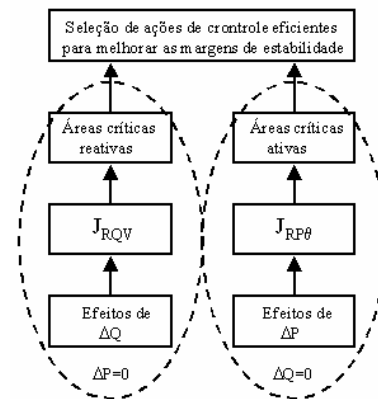 Seleção de ações de crontrole eficientes
para melhorar as margens de estabilidade
Áreas críticas
reativas
Áreas críticas
ativas
J_RQV
J_RPθ
Efeitos de
ΔQ
Efeitos de
ΔP
ΔP=0
ΔQ=0